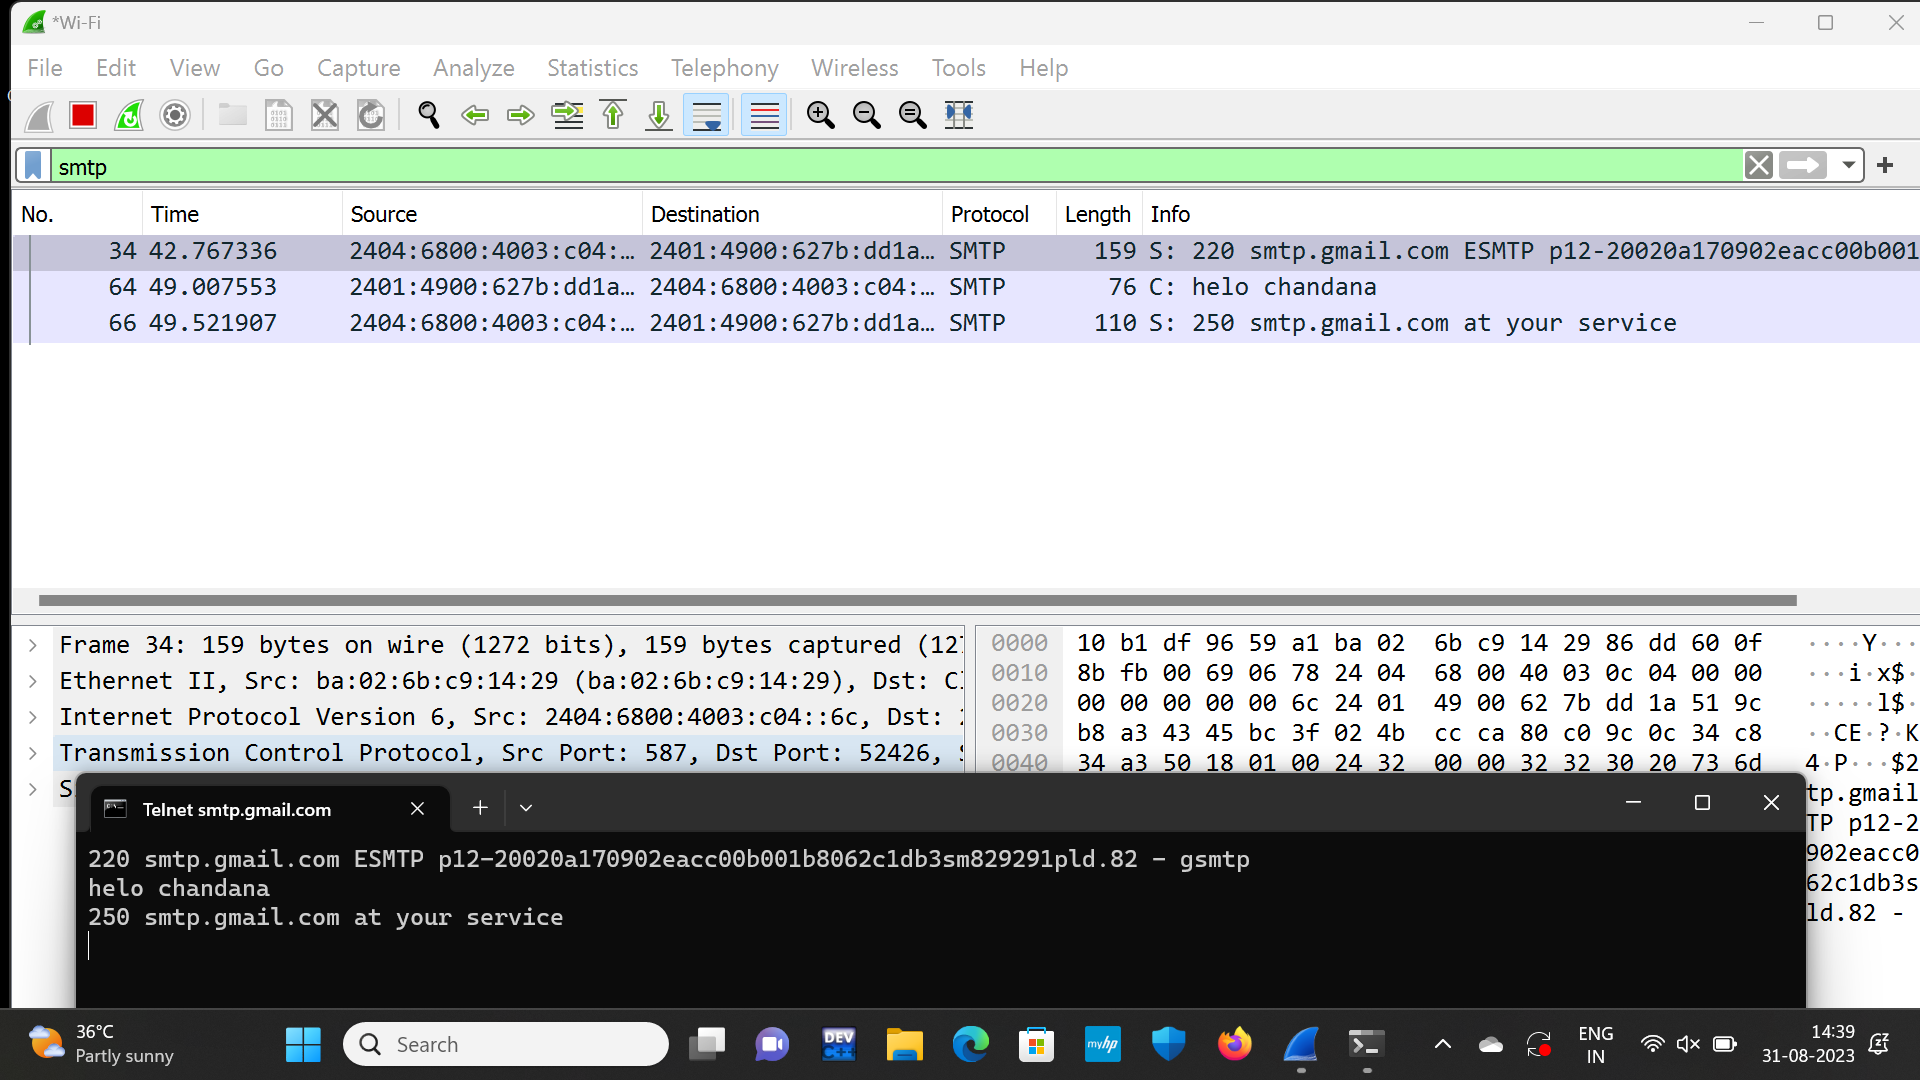 *Wi-Fi
File Edit View Go Capture Analyze Statistics Telephony Wireless Tools Help
smtp
No. Time Source Destination Protocol Length Info
34 42.767336 2404:6800:4003:c04:… 2401:4900:627b:dd1a… SMTP 159 S: 220 smtp.gmail.com ESMTP p12-20020a170902eacc00b001
64 49.007553 2401:4900:627b:dd1a… 2404:6800:4003:c04:… SMTP 76 C: helo chandana
66 49.521907 2404:6800:4003:c04:… 2401:4900:627b:dd1a… SMTP 110 S: 250 smtp.gmail.com at your service
Frame 34: 159 bytes on wire (1272 bits), 159 bytes captured (127
Ethernet II, Src: ba:02:6b:c9:14:29 (ba:02:6b:c9:14:29), Dst: C
Internet Protocol Version 6, Src: 2404:6800:4003:c04::6c, Dst:
Transmission Control Protocol, Src Port: 587, Dst Port: 52426,
S
0000 10 b1 df 96 59 a1 ba 02 6b c9 14 29 86 dd 60 0f ····Y···
0010 8b fb 00 69 06 78 24 04 68 00 40 03 0c 04 00 00 ···i·x$·
0020 00 00 00 00 00 6c 24 01 49 00 62 7b dd 1a 51 9c ·····l$·
0030 b8 a3 43 45 bc 3f 02 4b cc ca 80 c0 9c 0c 34 c8 ··CE·?·K
0040 34 a3 50 18 01 00 24 32 00 00 32 32 30 20 73 6d 4·P···$2
tp.gmail
TP p12-2
902eacc0
62c1db3s
ld.82 -
Telnet smtp.gmail.com
220 smtp.gmail.com ESMTP p12-20020a170902eacc00b001b8062c1db3sm829291pld.82 - gsmtp
helo chandana
250 smtp.gmail.com at your service
36°C
Partly sunny
Search
DEV
C++
myhp
ENG
IN
14:39
31-08-2023